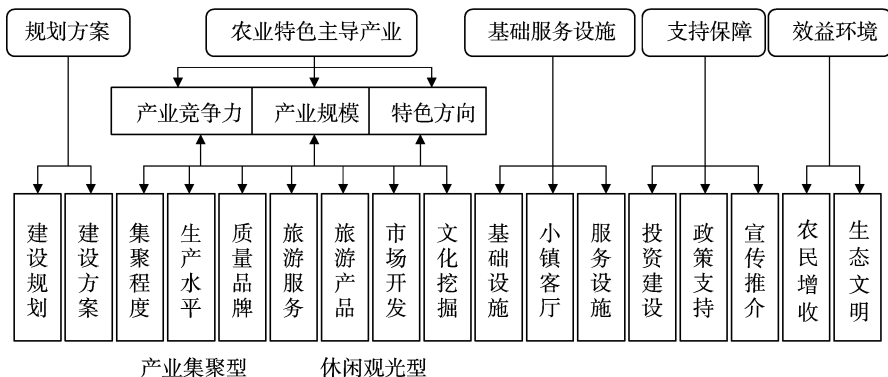 规划方案
农业特色主导产业
基础服务设施
支持保障
效益环境
产业竞争力
产业规模
特色方向
建设规划
建设方案
集聚程度
生产水平
质量品牌
旅游服务
旅游产品
市场开发
文化挖掘
基础设施
小镇客厅
服务设施
投资建设
政策支持
宣传推介
农民增收
生态文明
产业集聚型
休闲观光型